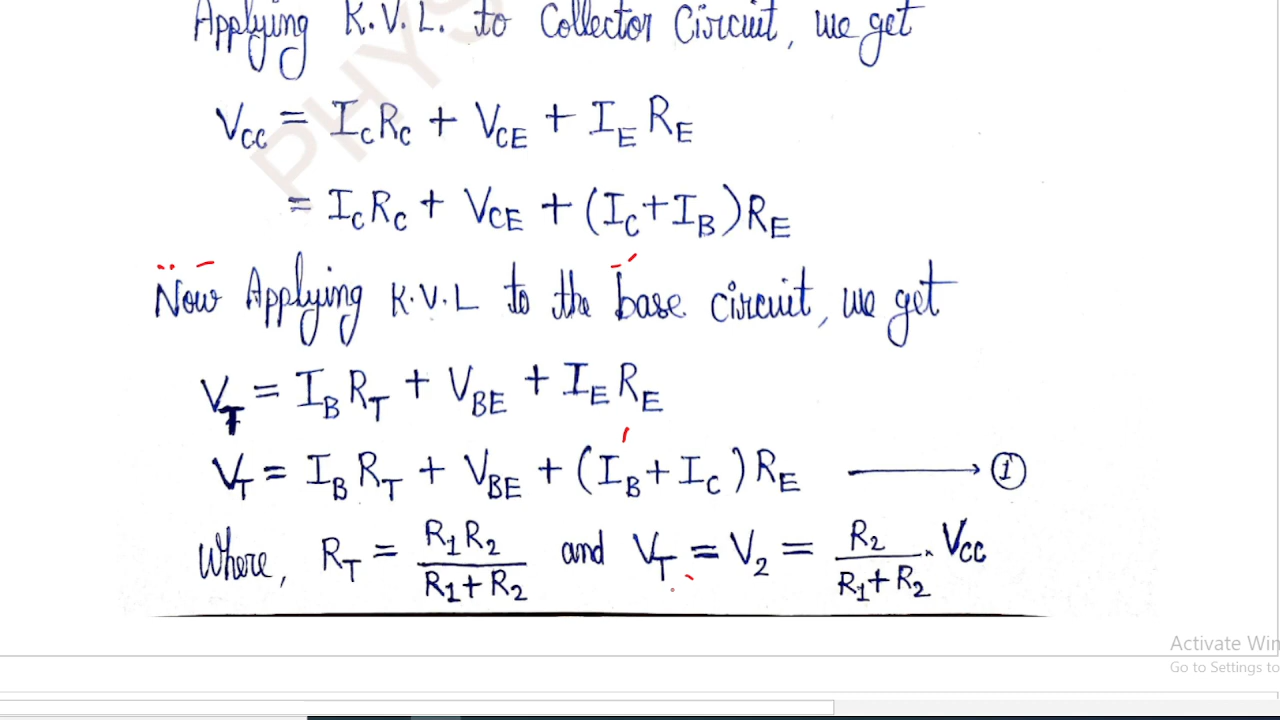 Applying K.V.L. to Collector Circuit, we get
PHYS
V_CC = I_C R_C + V_CE + I_E R_E
= I_C R_C + V_CE + (I_C + I_B) R_E
Now Applying K.V.L to the base circuit, we get
V_T = I_B R_T + V_BE + I_E R_E
V_T = I_B R_T + V_BE + (I_B + I_C) R_E ⟶ ①
Where, R_T = R_1 R_2 / (R_1 + R_2) and V_T = V_2 = R_2 / (R_1 + R_2) . V_CC
Activate Win
Go to Settings to